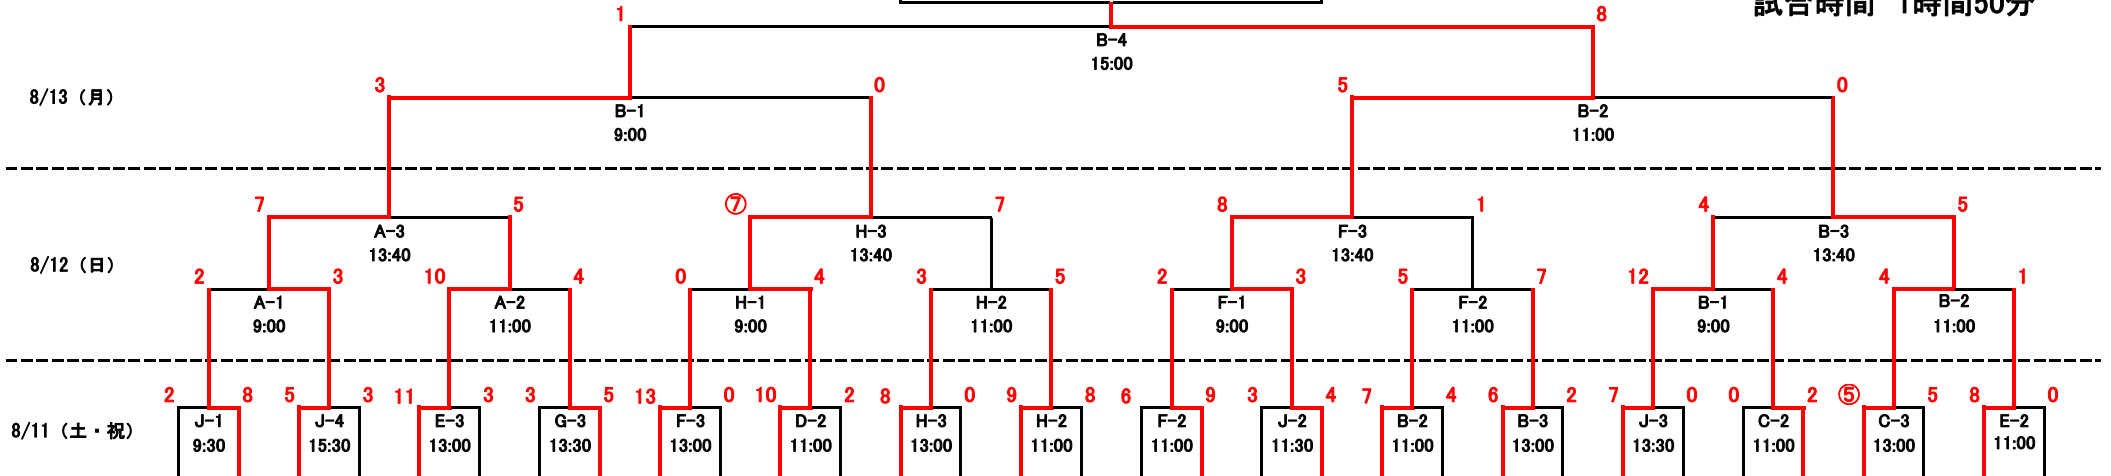 試合時間 1時間50分
1 8
B-4
15:00
8/13（月）
3 0 5 0
B-1 B-2
9:00 11:00
7 5 ⑦ 7 8 1 4 5
A-3 H-3 F-3 B-3
13:40 13:40 13:40 13:40
8/12（日）
2 3 10 4 0 4 3 5 2 3 5 7 12 4 4 1
A-1 A-2 H-1 H-2 F-1 F-2 B-1 B-2
9:00 11:00 9:00 11:00 9:00 11:00 9:00 11:00
2 8 5 3 11 3 3 5 13 0 10 2 8 0 9 8 6 9 3 4 7 4 6 2 7 0 0 2 ⑤ 5 8 0
8/11（土・祝）
J-1 J-4 E-3 G-3 F-3 D-2 H-3 H-2 F-2 J-2 B-2 B-3 J-3 C-2 C-3 E-2
9:30 15:30 13:00 13:30 13:00 11:00 13:00 11:00 11:00 11:30 11:00 13:00 13:30 11:00 13:00 11:00